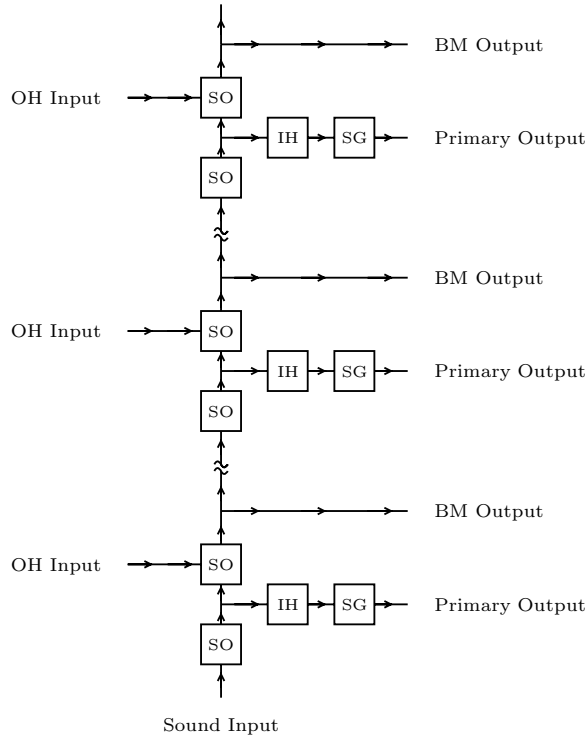 BM Output
OH Input
SO
IH
SG
Primary Output
SO
BM Output
OH Input
SO
IH
SG
Primary Output
SO
BM Output
OH Input
SO
IH
SG
Primary Output
SO
Sound Input